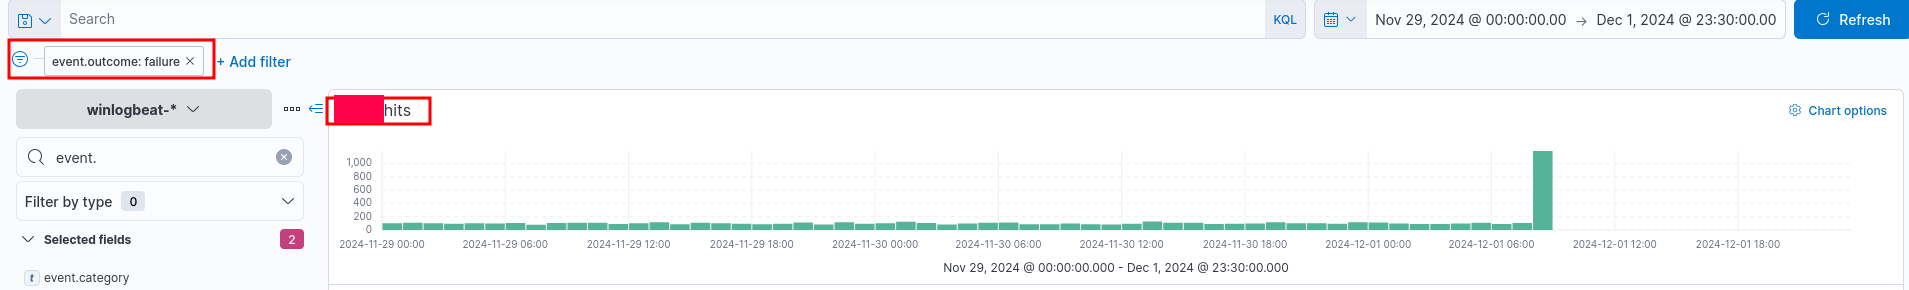 Search KQL Nov 29, 2024 @ 00:00:00.00 → Dec 1, 2024 @ 23:30:00.00 Refresh
event.outcome: failure × + Add filter
winlogbeat-*
hits Chart options
event.
Filter by type 0
Selected fields 2
event.category
1,000
800
600
400
200
0
2024-11-29 00:00 2024-11-29 06:00 2024-11-29 12:00 2024-11-29 18:00 2024-11-30 00:00 2024-11-30 06:00 2024-11-30 12:00 2024-11-30 18:00 2024-12-01 00:00 2024-12-01 06:00 2024-12-01 12:00 2024-12-01 18:00
Nov 29, 2024 @ 00:00:00.000 - Dec 1, 2024 @ 23:30:00.000